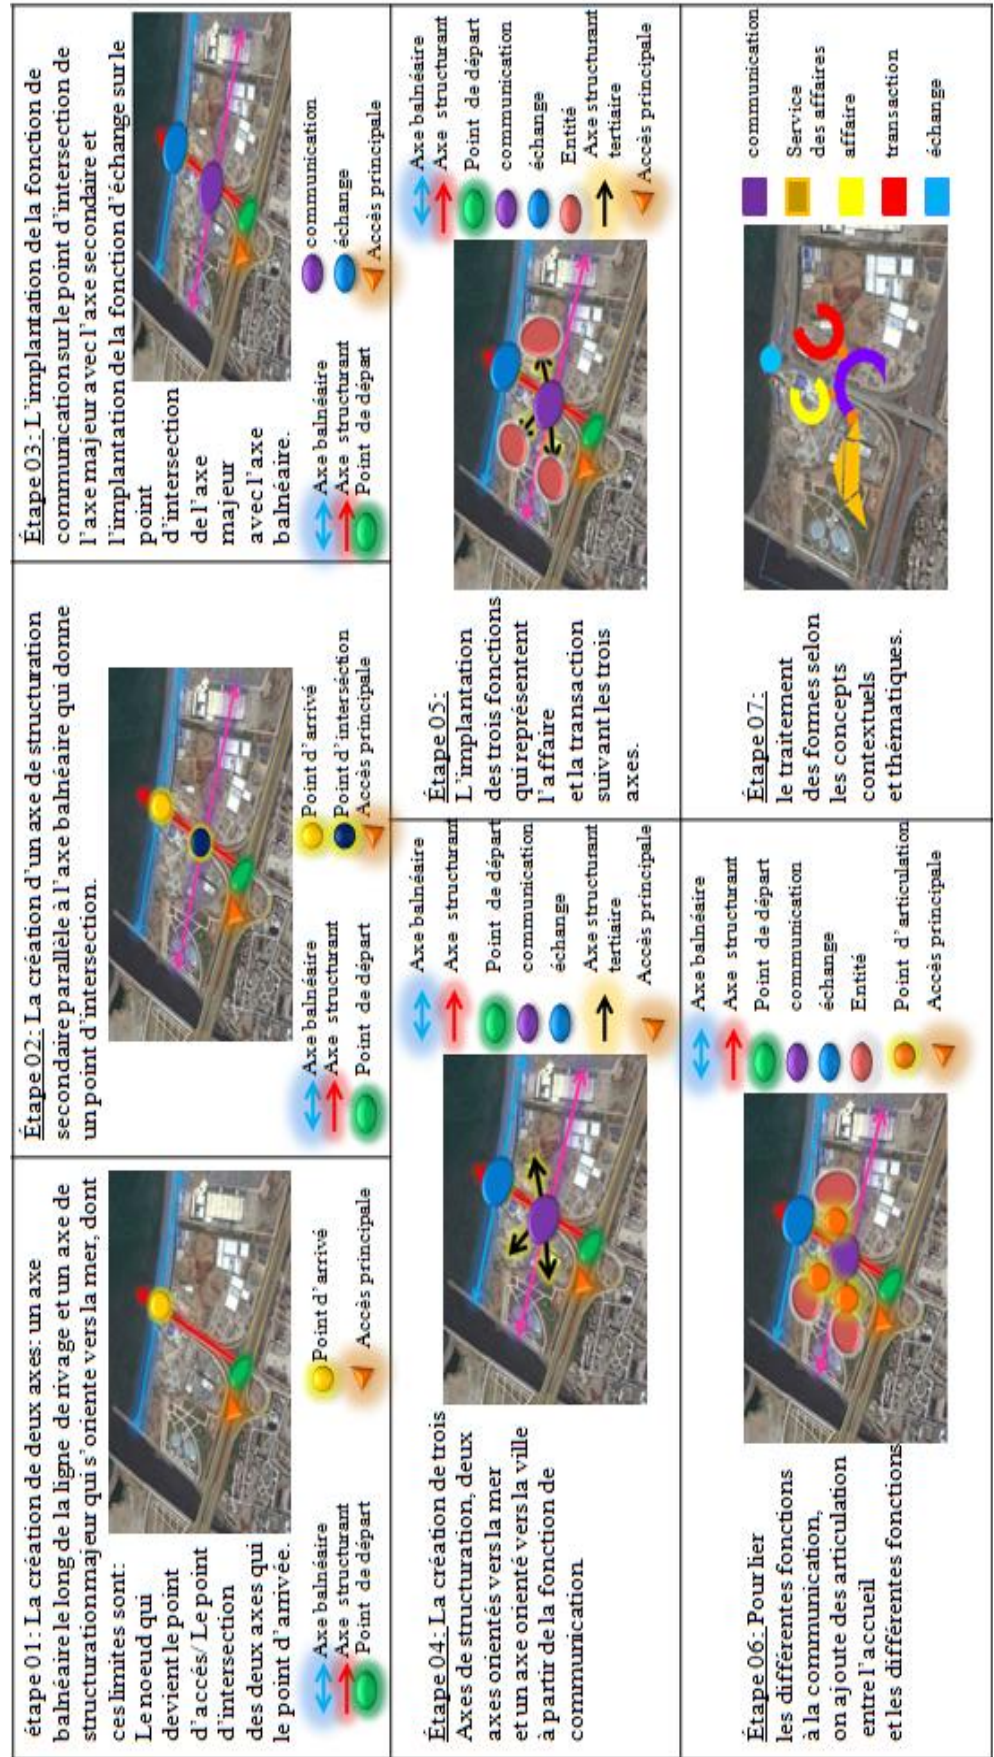 étape 01: La création de deux axes: un axe
balnéaire le long de la ligne de rivage et un axe de
structuration majeur qui s'oriente vers la mer, dont
ces limites sont:
Le noeud qui
devient le point
d'accés/ Le point
d'intersection
des deux axes qui
le point d'arrivée.
Axe balnéaire
Axe structurant
Point de départ
Point d'arrivé
Accès principale
Étape 02: La création d'un axe de structuration
secondaire parallèle à l'axe balnéaire qui donne
un point d'intersection.
Axe balnéaire
Axe structurant
Point de départ
Point d'arrivé
Point d'interséction
Accès principale
Étape 03: L'implantation de la fonction de
communication sur le point d'intersection de
l'axe majeur avec l'axe secondaire et
l'implantation de la fonction d'échange sur le
point
d'intersection
de l'axe
majeur
avec l'axe
balnéaire.
Axe balnéaire
Axe structurant
Point de départ
communication
échange
Accès principale
Étape 04: La création de trois
Axes de structuration, deux
axes orientés vers la mer
et un axe orienté vers la ville
à partir de la fonction de
communication
Axe balnéaire
Axe structurant
Point de départ
communication
échange
Axe structurant
tertiaire
Accès principale
Étape 05:
L'implantation
des trois fonctions
qui représentent
l'affaire
et la transaction
suivant les trois
axes.
Axe balnéaire
Axe structurant
Point de départ
communication
échange
Entité
Axe structurant
tertiaire
Accès principale
Étape 06: Pour lier
les différentes fonctions
à la communication,
on ajoute des articulation
entre l'accueil
et les différentes fonctions
Axe balnéaire
Axe structurant
Point de départ
communication
échange
Entité
Point d'articulation
Accès principale
Étape 07:
le traitement
des formes selon
les concepts
contextuels
et thématiques.
communication
Service
des affaires
affaire
transaction
échange